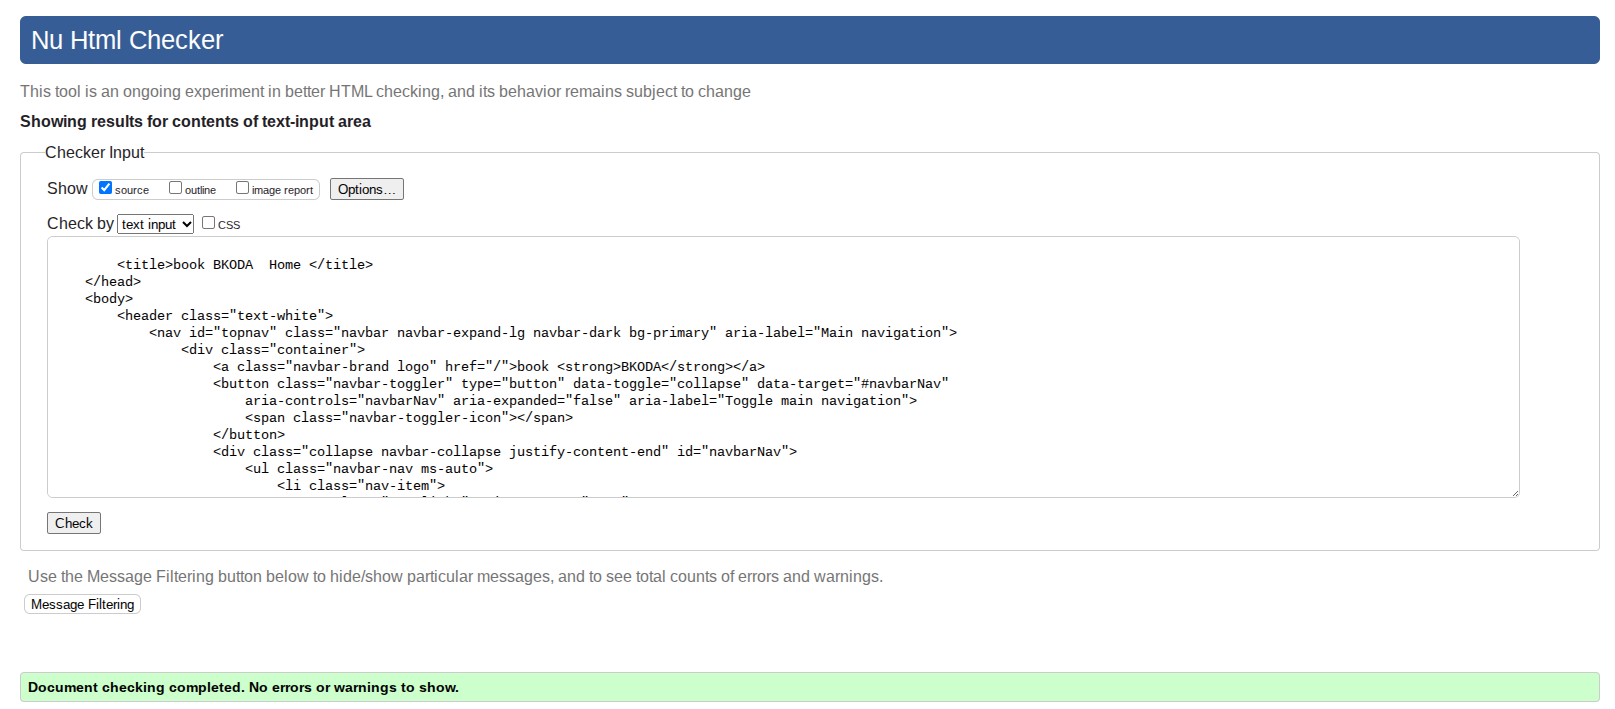 Nu Html Checker
This tool is an ongoing experiment in better HTML checking, and its behavior remains subject to change
Showing results for contents of text-input area
Checker Input
Show source outline image report Options...
Check by text input CSS
<title>book BKODA  Home </title>
</head>
<body>
<header class="text-white">
<nav id="topnav" class="navbar navbar-expand-lg navbar-dark bg-primary" aria-label="Main navigation">
<div class="container">
<a class="navbar-brand logo" href="/">book <strong>BKODA</strong></a>
<button class="navbar-toggler" type="button" data-toggle="collapse" data-target="#navbarNav"
aria-controls="navbarNav" aria-expanded="false" aria-label="Toggle main navigation">
<span class="navbar-toggler-icon"></span>
</button>
<div class="collapse navbar-collapse justify-content-end" id="navbarNav">
<ul class="navbar-nav ms-auto">
<li class="nav-item">
Check
Use the Message Filtering button below to hide/show particular messages, and to see total counts of errors and warnings.
Message Filtering
Document checking completed. No errors or warnings to show.